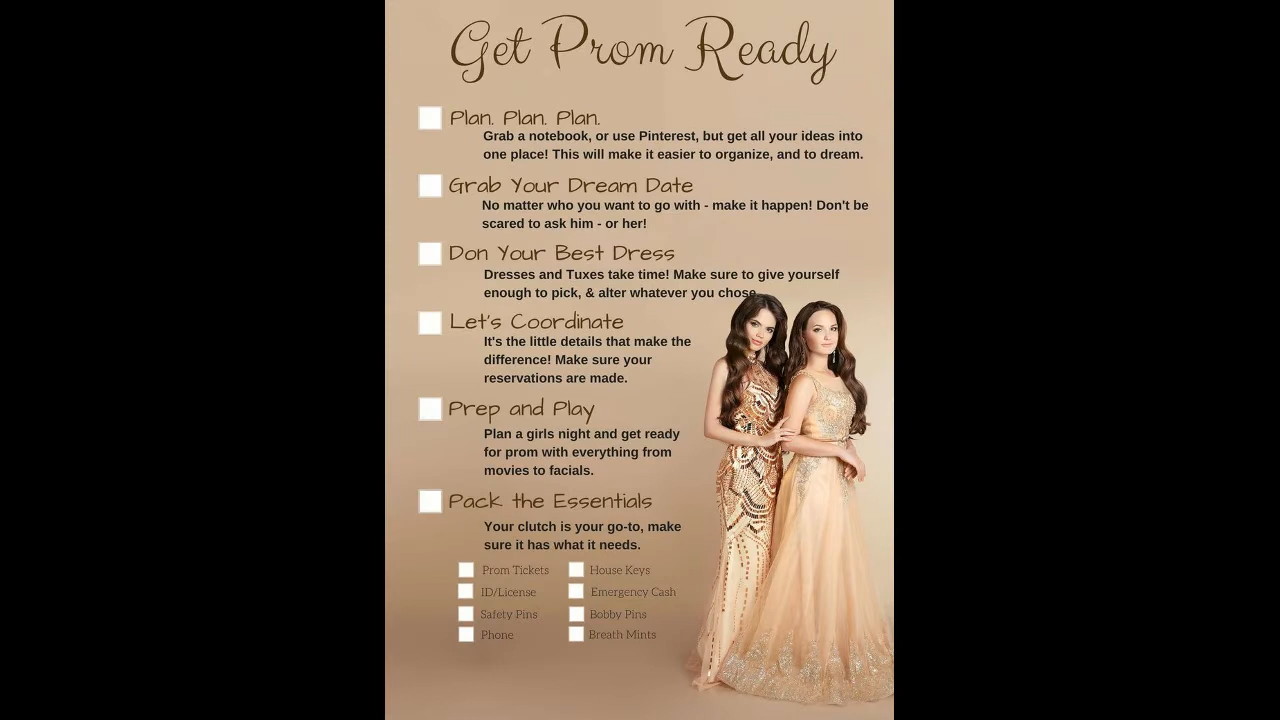 Get Prom Ready
Plan. Plan. Plan.
Grab a notebook, or use Pinterest, but get all your ideas into
one place! This will make it easier to organize, and to dream.
Grab Your Dream Date
No matter who you want to go with - make it happen! Don't be
scared to ask him - or her!
Don Your Best Dress
Dresses and Tuxes take time! Make sure to give yourself
enough to pick, & alter whatever you chose
Let's Coordinate
It's the little details that make the
difference! Make sure your
reservations are made.
Prep and Play
Plan a girls night and get ready
for prom with everything from
movies to facials.
Pack the Essentials
Your clutch is your go-to, make
sure it has what it needs.
Prom Tickets
ID/License
Safety Pins
Phone
House Keys
Emergency Cash
Bobby Pins
Breath Mints